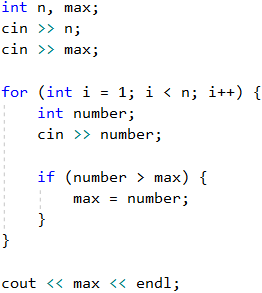 int n, max;
cin >> n;
cin >> max;

for (int i = 1; i < n; i++) {
    int number;
    cin >> number;

    if (number > max) {
        max = number;
    }
}

cout << max << endl;